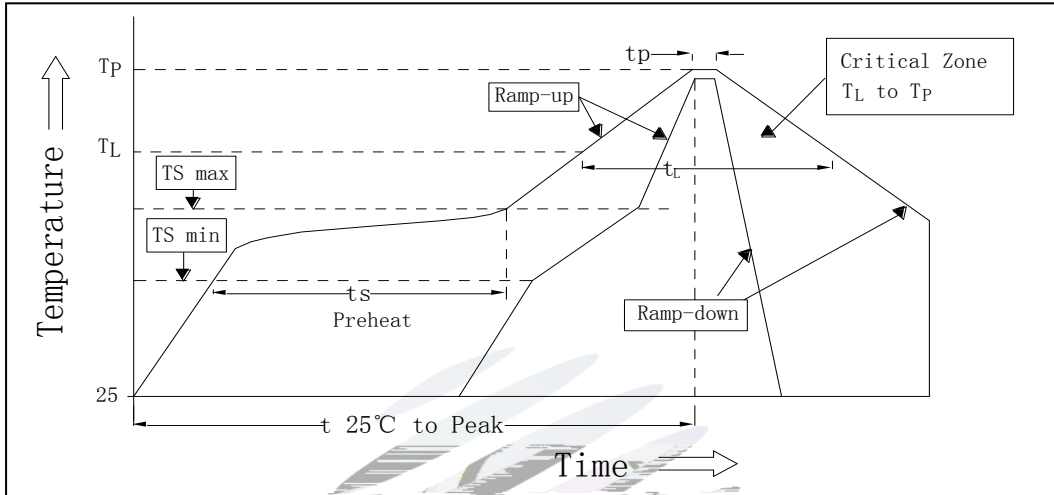 tp
TP
Critical Zone
TL to TP
Ramp-up
TL
tL
TS max
TS min
ts
Preheat
Ramp-down
25
t 25℃ to Peak
Temperature
Time